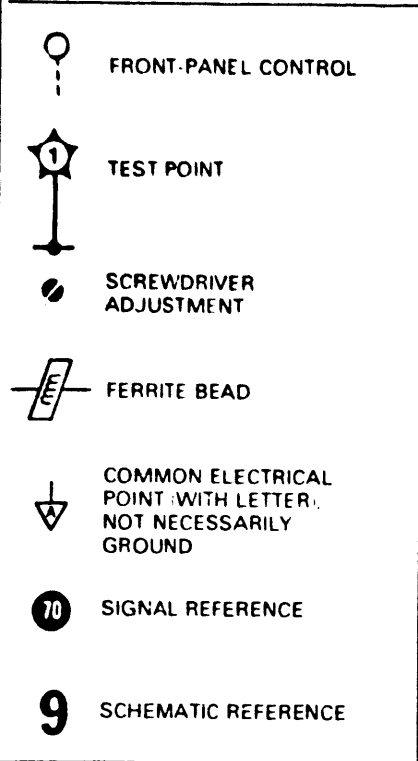 FRONT-PANEL CONTROL
1
TEST POINT
SCREWDRIVER
ADJUSTMENT
FERRITE BEAD
COMMON ELECTRICAL
POINT (WITH LETTER),
NOT NECESSARILY
GROUND
A
70 SIGNAL REFERENCE
9 SCHEMATIC REFERENCE